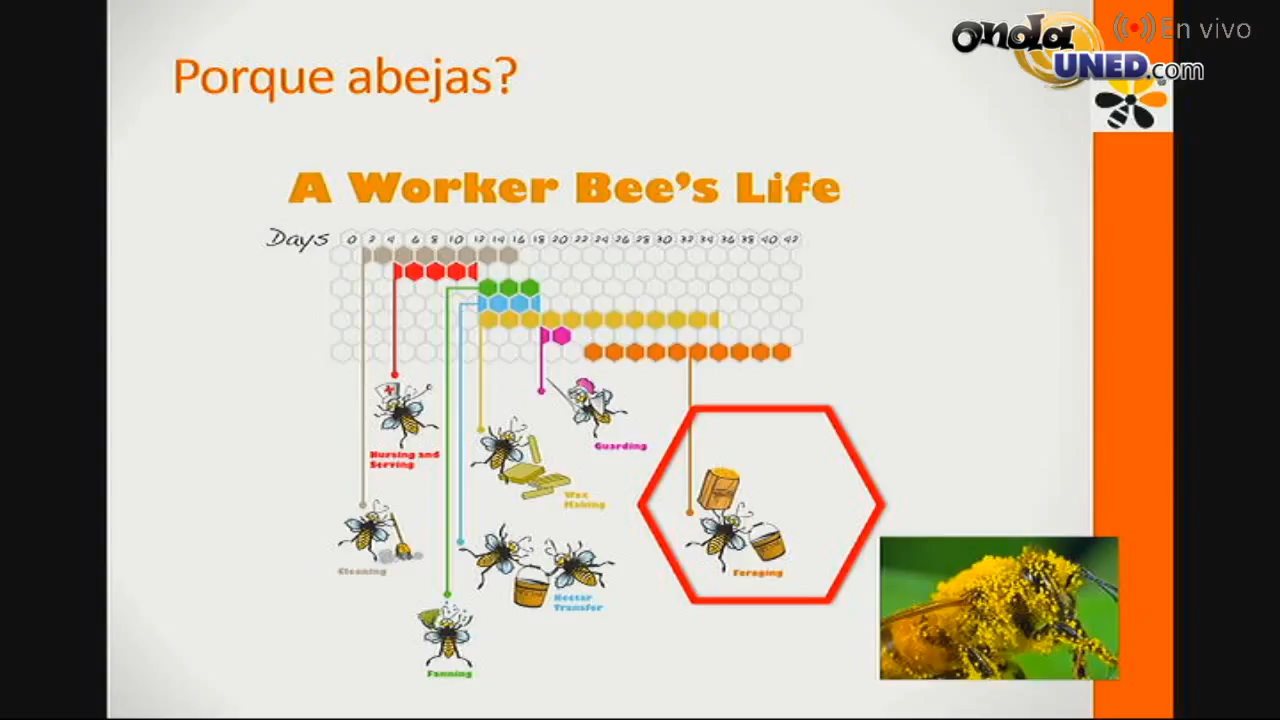 onda
UNED.com
En vivo
Porque abejas?
A Worker Bee's Life
Days 0 2 4 6 8 10 12 14 16 18 20 22 24 26 28 30 32 34 36 38 40 42
Guarding
Nursing and
Serving
Wax
Making
Cleaning
Foraging
Nectar
Transfer
Fanning